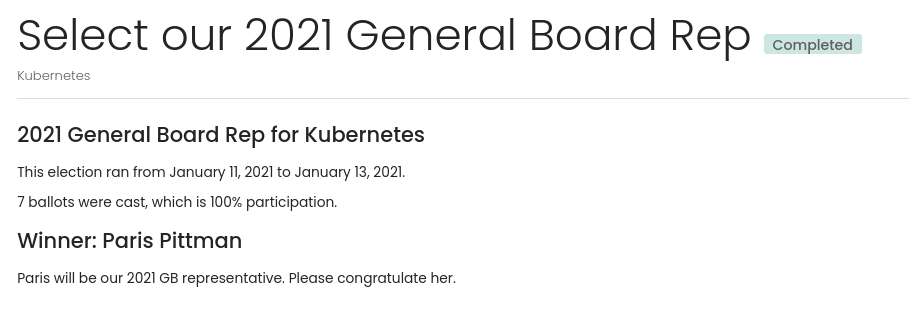 Select our 2021 General Board Rep Completed
Kubernetes
2021 General Board Rep for Kubernetes
This election ran from January 11, 2021 to January 13, 2021.
7 ballots were cast, which is 100% participation.
Winner: Paris Pittman
Paris will be our 2021 GB representative. Please congratulate her.